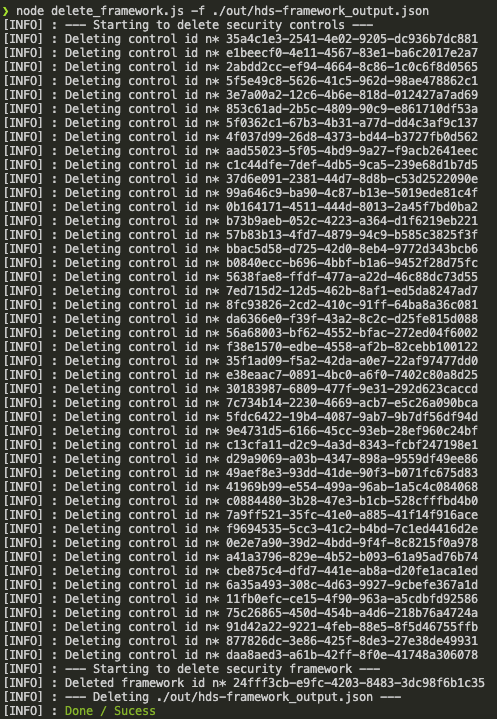 ❯ node delete_framework.js -f ./out/hds-framework_output.json
[INFO] : --- Starting to delete security controls ---
[INFO] : Deleting control id n* 35a4c1e3-2541-4e02-9205-dc936b7dc881
[INFO] : Deleting control id n* e1beecf0-4e11-4567-83e1-ba6c2017e2a7
[INFO] : Deleting control id n* 2abdd2cc-ef94-4664-8c86-1c0c6f8d0565
[INFO] : Deleting control id n* 5f5e49c8-5626-41c5-962d-98ae478862c1
[INFO] : Deleting control id n* 3e7a00a2-12c6-4b6e-818d-012427a7ad69
[INFO] : Deleting control id n* 853c61ad-2b5c-4809-90c9-e861710df53a
[INFO] : Deleting control id n* 5f0362c1-67b3-4b31-a77d-dd4c3af9c137
[INFO] : Deleting control id n* 4f037d99-26d8-4373-bd44-b3727fb0d562
[INFO] : Deleting control id n* aad55023-5f05-4bd9-9a27-f9acb2641eec
[INFO] : Deleting control id n* c1c44dfe-7def-4db5-9ca5-239e68d1b7d5
[INFO] : Deleting control id n* 37d6e091-2381-44d7-8d8b-c53d2522090e
[INFO] : Deleting control id n* 99a646c9-ba90-4c87-b13e-5019ede81c4f
[INFO] : Deleting control id n* 0b164171-4511-444d-8013-2a45f7bd0ba2
[INFO] : Deleting control id n* b73b9aeb-052c-4223-a364-d1f6219eb221
[INFO] : Deleting control id n* 57b83b13-4fd7-4879-94c9-b585c3825f3f
[INFO] : Deleting control id n* bbac5d58-d725-42d0-8eb4-9772d343bcb6
[INFO] : Deleting control id n* b0840ecc-b696-4bbf-b1a6-9452f28d75fc
[INFO] : Deleting control id n* 5638fae8-ffdf-477a-a22d-46c88dc73d55
[INFO] : Deleting control id n* 7ed715d2-12d5-462b-8af1-ed5da8247ad7
[INFO] : Deleting control id n* 8fc93826-2cd2-410c-91ff-64ba8a36c081
[INFO] : Deleting control id n* da6366e0-f39f-43a2-8c2c-d25fe815d088
[INFO] : Deleting control id n* 56a68003-bf62-4552-bfac-272ed04f6002
[INFO] : Deleting control id n* f38e1570-edbe-4558-af2b-82cebb100122
[INFO] : Deleting control id n* 35f1ad09-f5a2-42da-a0e7-22af97477dd0
[INFO] : Deleting control id n* e38eaac7-0891-4bc0-a6f0-7402c80a8d25
[INFO] : Deleting control id n* 30183987-6809-477f-9e31-292d623caccd
[INFO] : Deleting control id n* 7c734b14-2230-4669-acb7-e5c26a090bca
[INFO] : Deleting control id n* 5fdc6422-19b4-4087-9ab7-9b7df56df94d
[INFO] : Deleting control id n* 9e4731d5-6166-45cc-93eb-28ef960c24bf
[INFO] : Deleting control id n* c13cfa11-d2c9-4a3d-8343-fcbf247198e1
[INFO] : Deleting control id n* d29a9069-a03b-4347-898a-9559df49ee86
[INFO] : Deleting control id n* 49aef8e3-93dd-41de-90f3-b071fc675d83
[INFO] : Deleting control id n* 41969b99-e554-499a-96ab-1a5c4c084068
[INFO] : Deleting control id n* c0884480-3b28-47e3-b1cb-528cfffbd4b0
[INFO] : Deleting control id n* 7a9ff521-35fc-41e0-a885-41f14f916ace
[INFO] : Deleting control id n* f9694535-5cc3-41c2-b4bd-7c1ed4416d2e
[INFO] : Deleting control id n* 0e2e7a90-39d2-4bdd-9f4f-8c8215f0a978
[INFO] : Deleting control id n* a41a3796-829e-4b52-b093-61a95ad76b74
[INFO] : Deleting control id n* cbe875c4-dfd7-441e-ab8a-d20fe1aca1ed
[INFO] : Deleting control id n* 6a35a493-308c-4d63-9927-9cbefe367a1d
[INFO] : Deleting control id n* 11fb0efc-ce15-4f90-963a-a5cdbfd92586
[INFO] : Deleting control id n* 75c26865-450d-454b-a4d6-218b76a4724a
[INFO] : Deleting control id n* 91d42a22-9221-4feb-88e5-8f5d46755ffb
[INFO] : Deleting control id n* 877826dc-3e86-425f-8de3-27e38de49931
[INFO] : Deleting control id n* daa8aed3-a61b-42ff-8f0e-41748a306078
[INFO] : --- Starting to delete security framework ---
[INFO] : Deleted framework id n* 24fff3cb-e9fc-4203-8483-3dc98f6b1c35
[INFO] : --- Deleting ./out/hds-framework_output.json ---
[INFO] : Done / Sucess